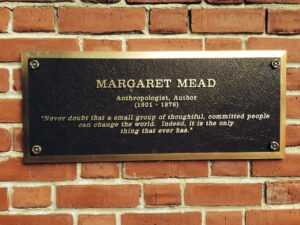 MARGARET MEAD
Anthropologist, Author
(1901 - 1978)
"Never doubt that a small group of thoughtful, committed people
can change the world. Indeed, it is the only
thing that ever has."